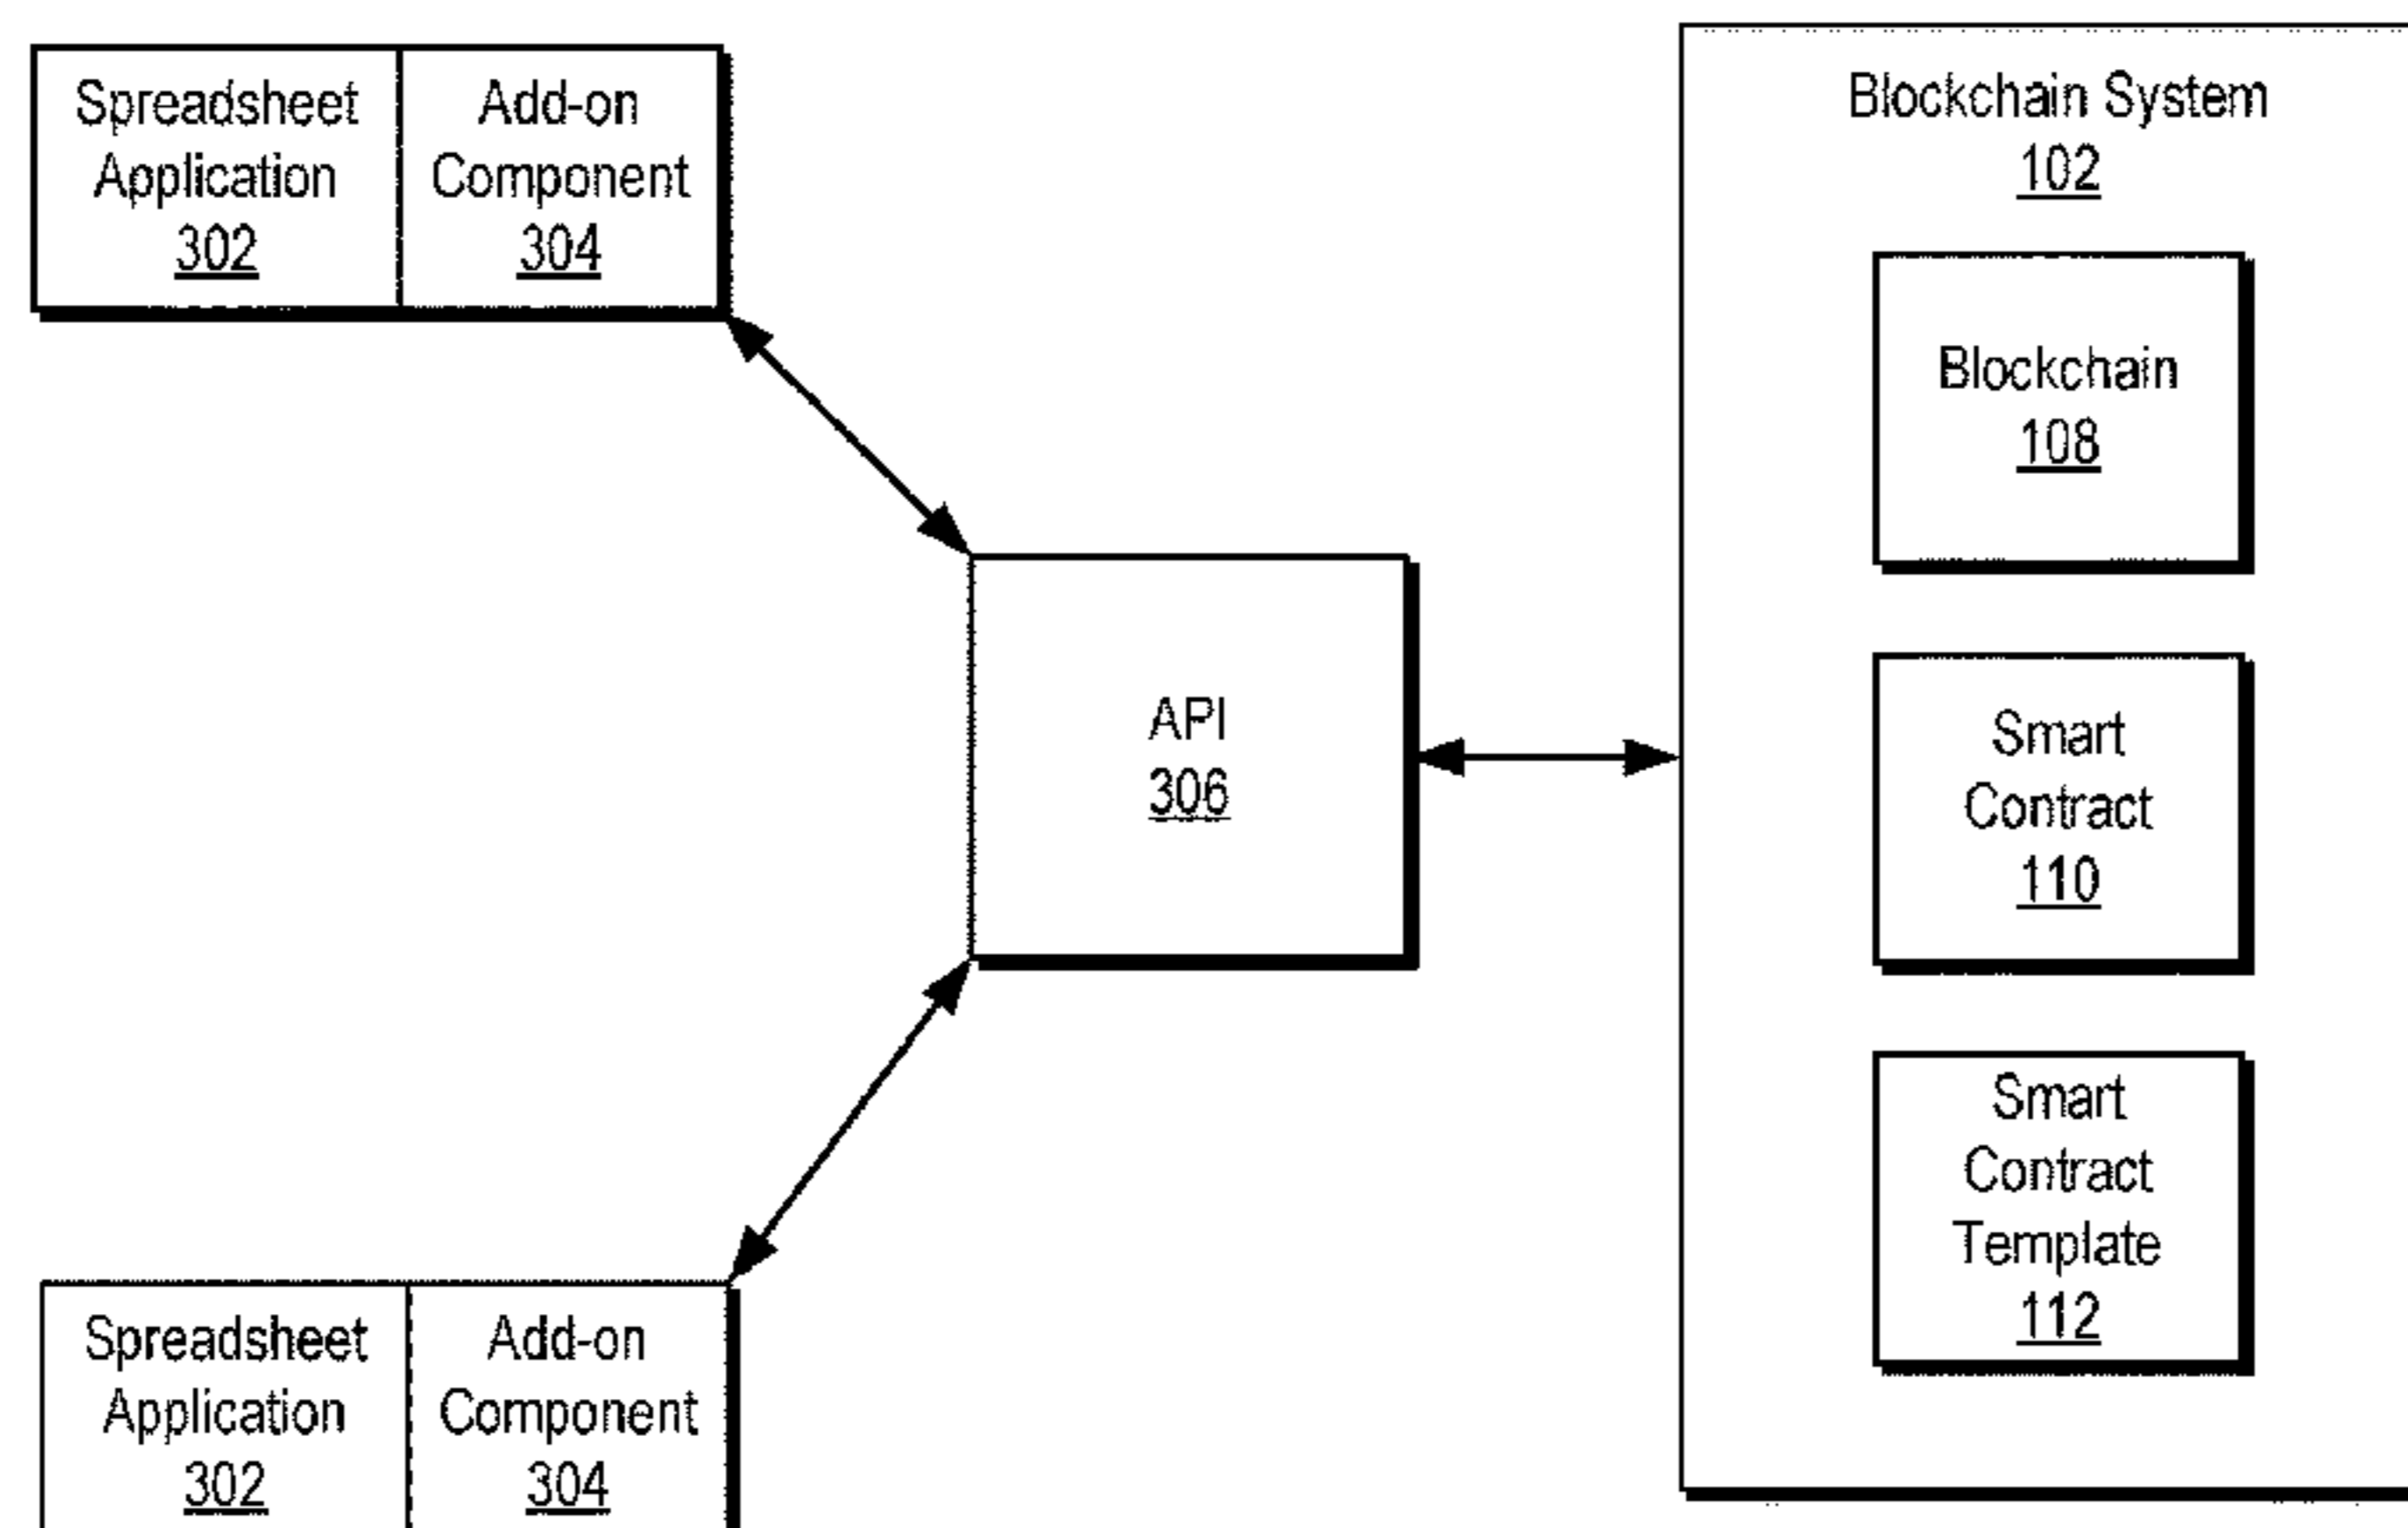 Spreadsheet
Application
302
Add-on
Component
304
Blockchain System
102
Blockchain
108
API
306
Smart
Contract
110
Smart
Contract
Template
112
Spreadsheet
Application
302
Add-on
Component
304